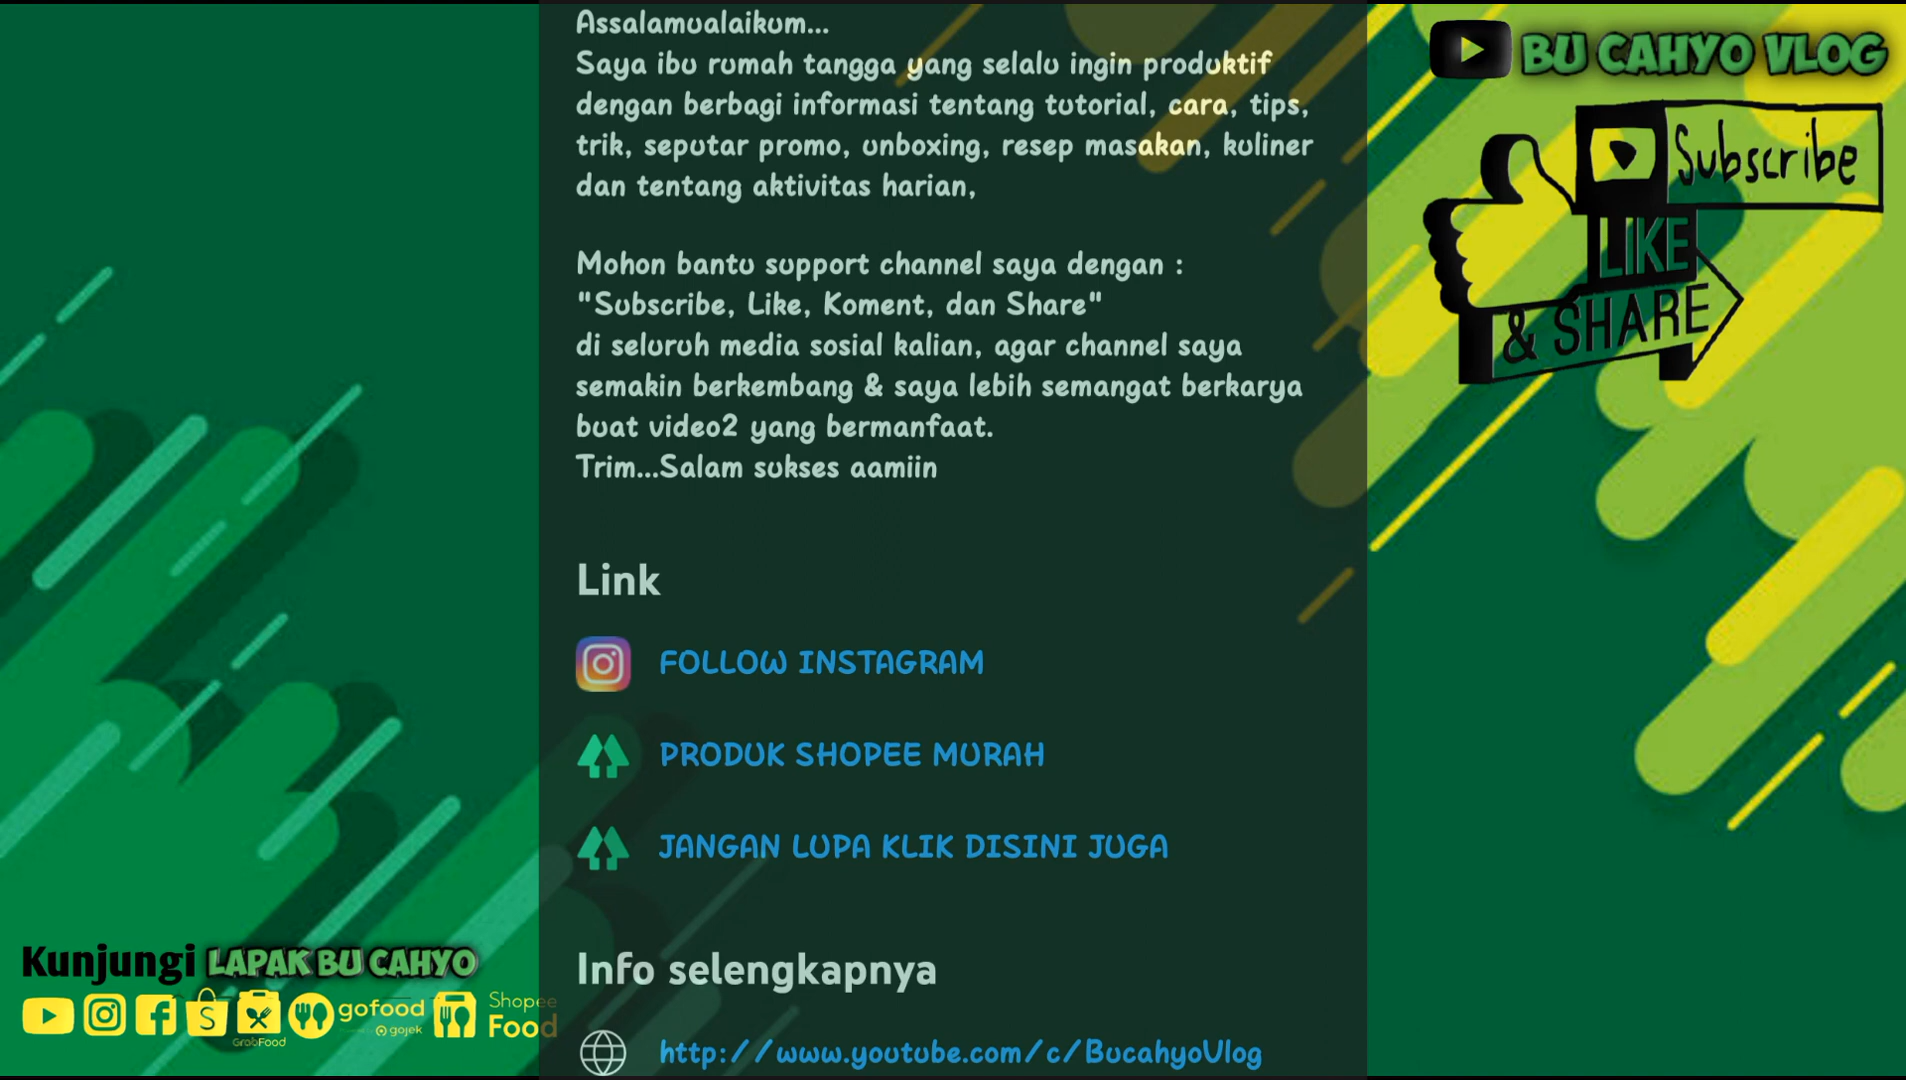 Assalamualaikum...
Saya ibu rumah tangga yang selalu ingin produktif
dengan berbagi informasi tentang tutorial, cara, tips,
trik, seputar promo, unboxing, resep masakan, kuliner
dan tentang aktivitas harian,
Mohon bantu support channel saya dengan :
"Subscribe, Like, Koment, dan Share"
di seluruh media sosial kalian, agar channel saya
semakin berkembang & saya lebih semangat berkarya
buat video2 yang bermanfaat.
Trim...Salam sukses aamiin
Link
FOLLOW INSTAGRAM
PRODUK SHOPEE MURAH
JANGAN LUPA KLIK DISINI JUGA
Info selengkapnya
http://www.youtube.com/c/BucahyoVlog
BU CAHYO VLOG
Subscribe
LIKE
& SHARE
Kunjungi LAPAK BU CAHYO
S
GrabFood
gofood
gojek
Shopee
Food